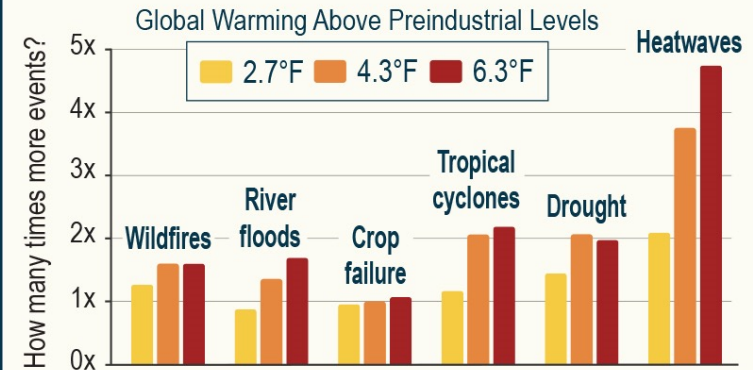 Global Warming Above Preindustrial Levels
2.7°F 4.3°F 6.3°F
How many times more events?
5x
4x
3x
2x
1x
0x
Wildfires
River
floods
Crop
failure
Tropical
cyclones
Drought
Heatwaves